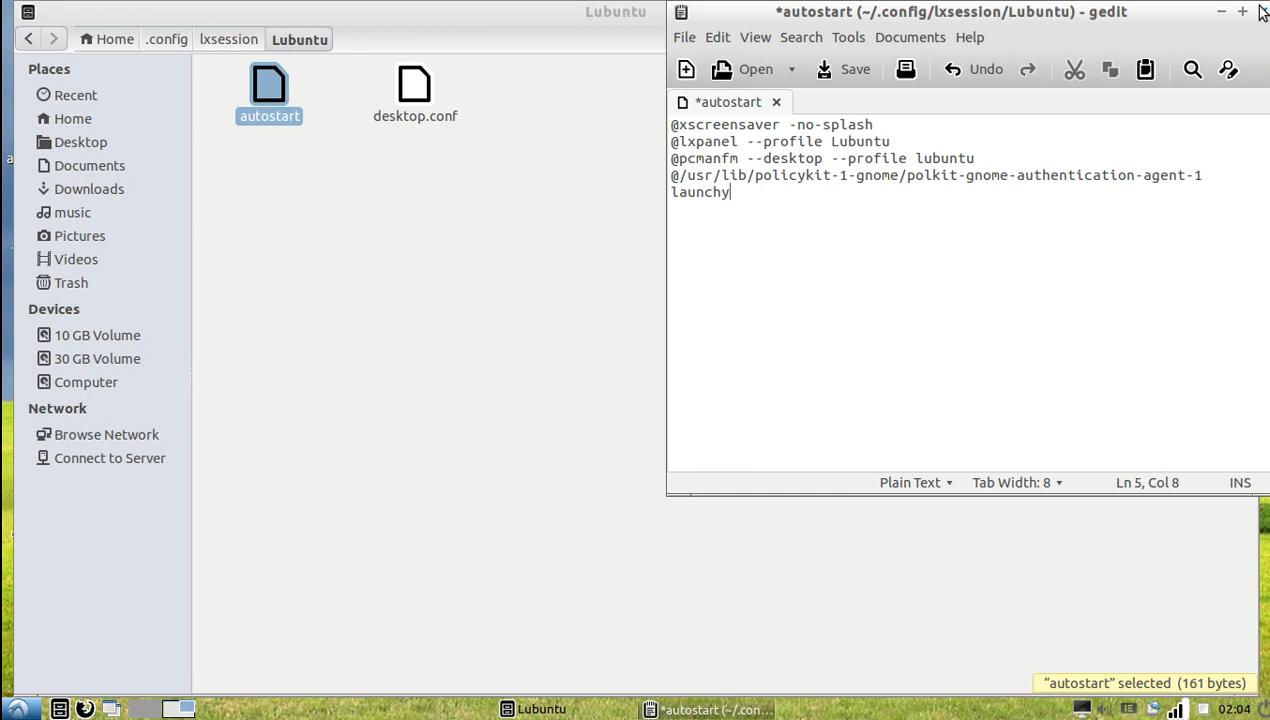 Lubuntu
Home
.config
lxsession
Lubuntu
Places
Recent
Home
Desktop
Documents
Downloads
music
Pictures
Videos
Trash
Devices
10 GB Volume
30 GB Volume
Computer
Network
Browse Network
Connect to Server
autostart
desktop.conf
"autostart" selected (161 bytes)
*autostart (~/.config/lxsession/Lubuntu) - gedit
File Edit View Search Tools Documents Help
Open Save Undo
*autostart
@xscreensaver -no-splash
@lxpanel --profile Lubuntu
@pcmanfm --desktop --profile lubuntu
@/usr/lib/policykit-1-gnome/polkit-gnome-authentication-agent-1
launchy
Plain Text Tab Width: 8 Ln 5, Col 8 INS
Lubuntu
*autostart (~/.con...
IE
02:04